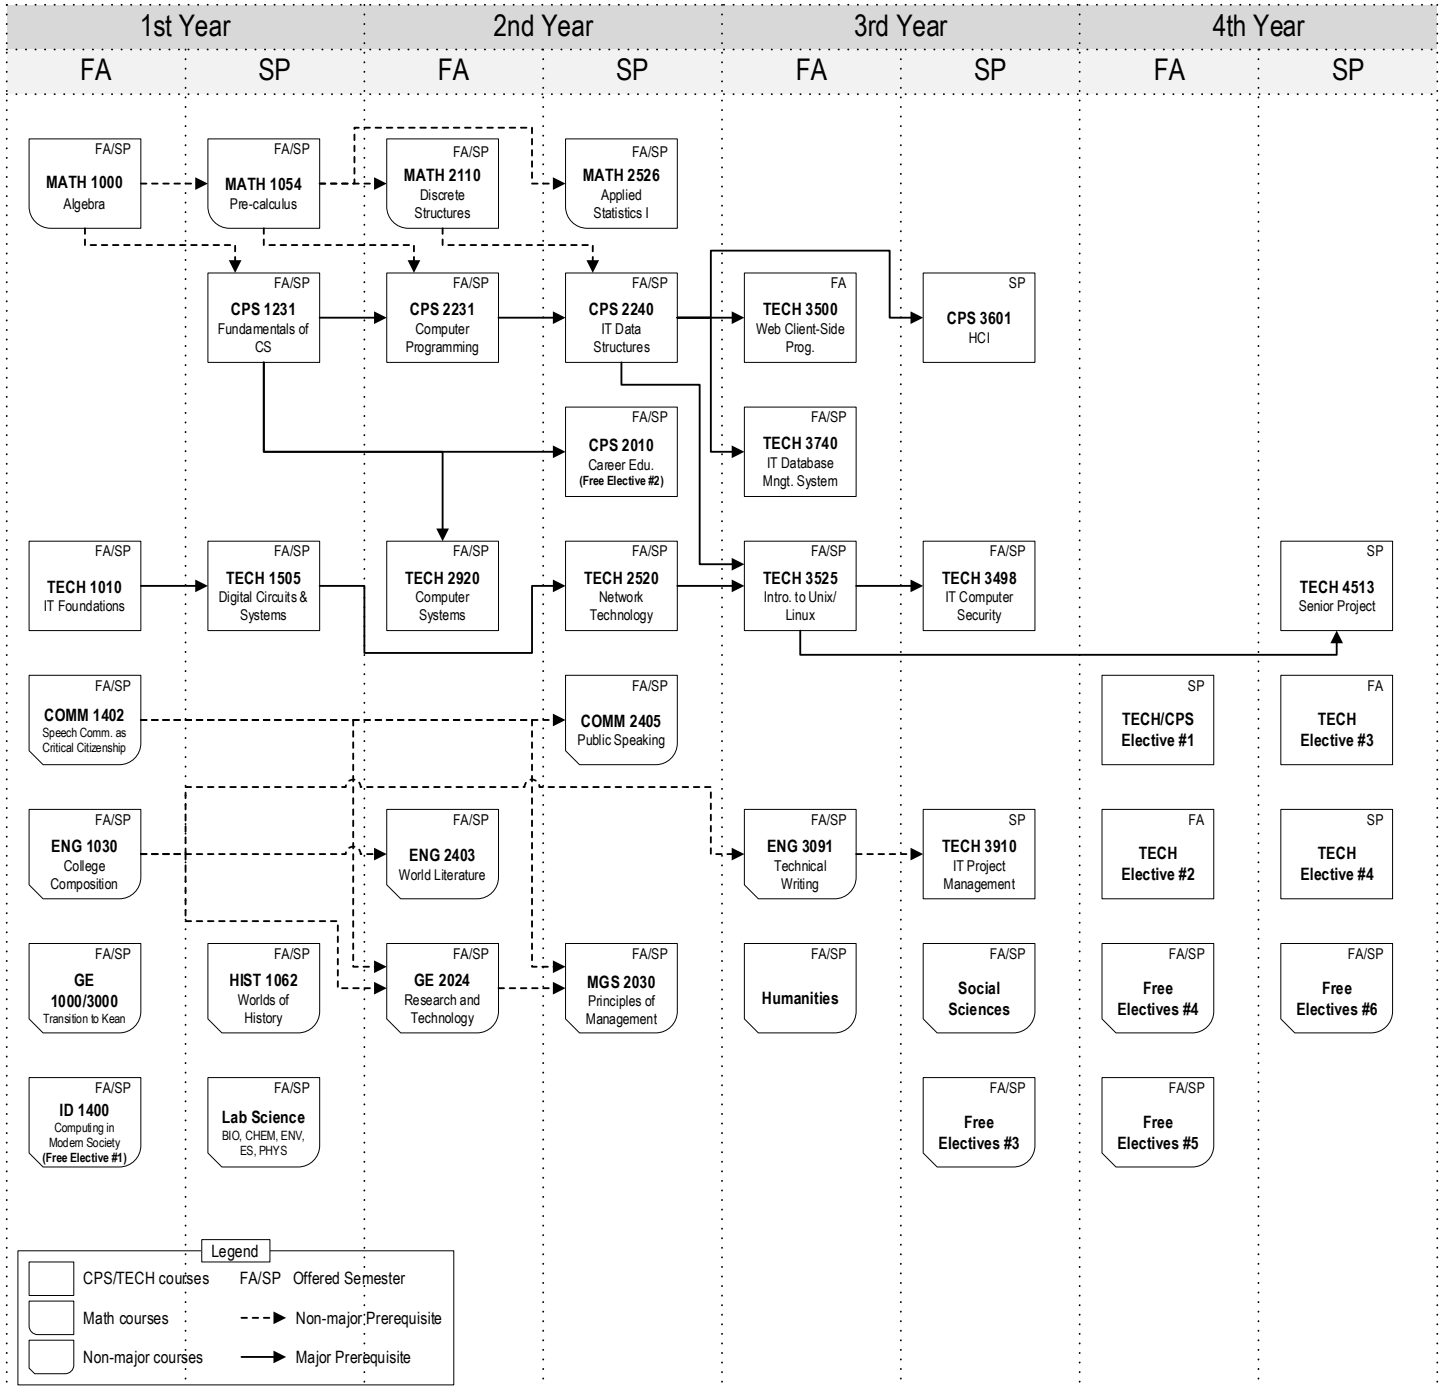 1st Year
2nd Year
3rd Year
4th Year
FA
SP
FA
SP
FA
SP
FA
SP
FA/SP
MATH 1000
Algebra
FA/SP
MATH 1054
Pre-calculus
FA/SP
MATH 2110
Discrete
Structures
FA/SP
MATH 2526
Applied
Statistics I
FA/SP
CPS 1231
Fundamentals of
CS
FA/SP
CPS 2231
Computer
Programming
FA/SP
CPS 2240
IT Data
Structures
FA
TECH 3500
Web Client-Side
Prog.
SP
CPS 3601
HCI
FA/SP
CPS 2010
Career Edu.
(Free Elective #2)
FA/SP
TECH 3740
IT Database
Mngt. System
FA/SP
TECH 1010
IT Foundations
FA/SP
TECH 1505
Digital Circuits &
Systems
FA/SP
TECH 2920
Computer
Systems
FA/SP
TECH 2520
Network
Technology
FA/SP
TECH 3525
Intro. to Unix/
Linux
FA/SP
TECH 3498
IT Computer
Security
SP
TECH 4513
Senior Project
FA/SP
COMM 1402
Speech Comm. as
Critical Citizenship
FA/SP
COMM 2405
Public Speaking
SP
TECH/CPS
Elective #1
FA
TECH
Elective #3
FA/SP
ENG 1030
College
Composition
FA/SP
ENG 2403
World Literature
FA/SP
ENG 3091
Technical
Writing
SP
TECH 3910
IT Project
Management
FA
TECH
Elective #2
SP
TECH
Elective #4
FA/SP
GE
1000/3000
Transition to Kean
FA/SP
HIST 1062
Worlds of
History
FA/SP
GE 2024
Research and
Technology
FA/SP
MGS 2030
Principles of
Management
FA/SP
Humanities
FA/SP
Social
Sciences
FA/SP
Free
Electives #4
FA/SP
Free
Electives #6
FA/SP
ID 1400
Computing in
Modern Society
(Free Elective #1)
FA/SP
Lab Science
BIO, CHEM, ENV,
ES, PHYS
FA/SP
Free
Electives #3
FA/SP
Free
Electives #5
Legend
CPS/TECH courses
FA/SP Offered Semester
Math courses
Non-major Prerequisite
Non-major courses
Major Prerequisite